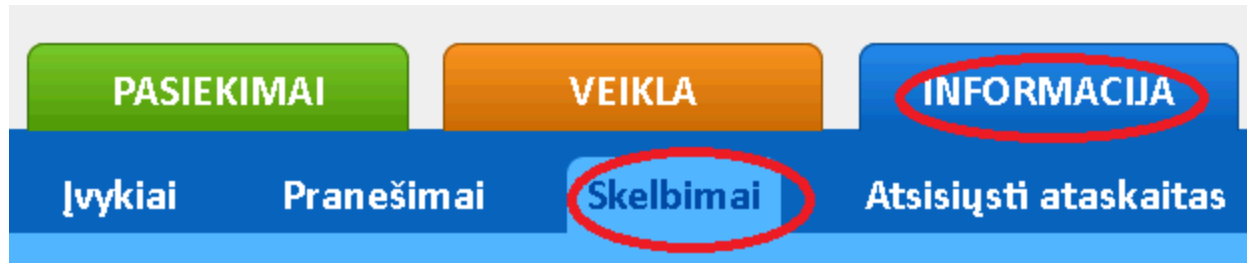 PASIEKIMAI VEIKLA INFORMACIJA
Įvykiai Pranešimai Skelbimai Atsisiųsti ataskaitas